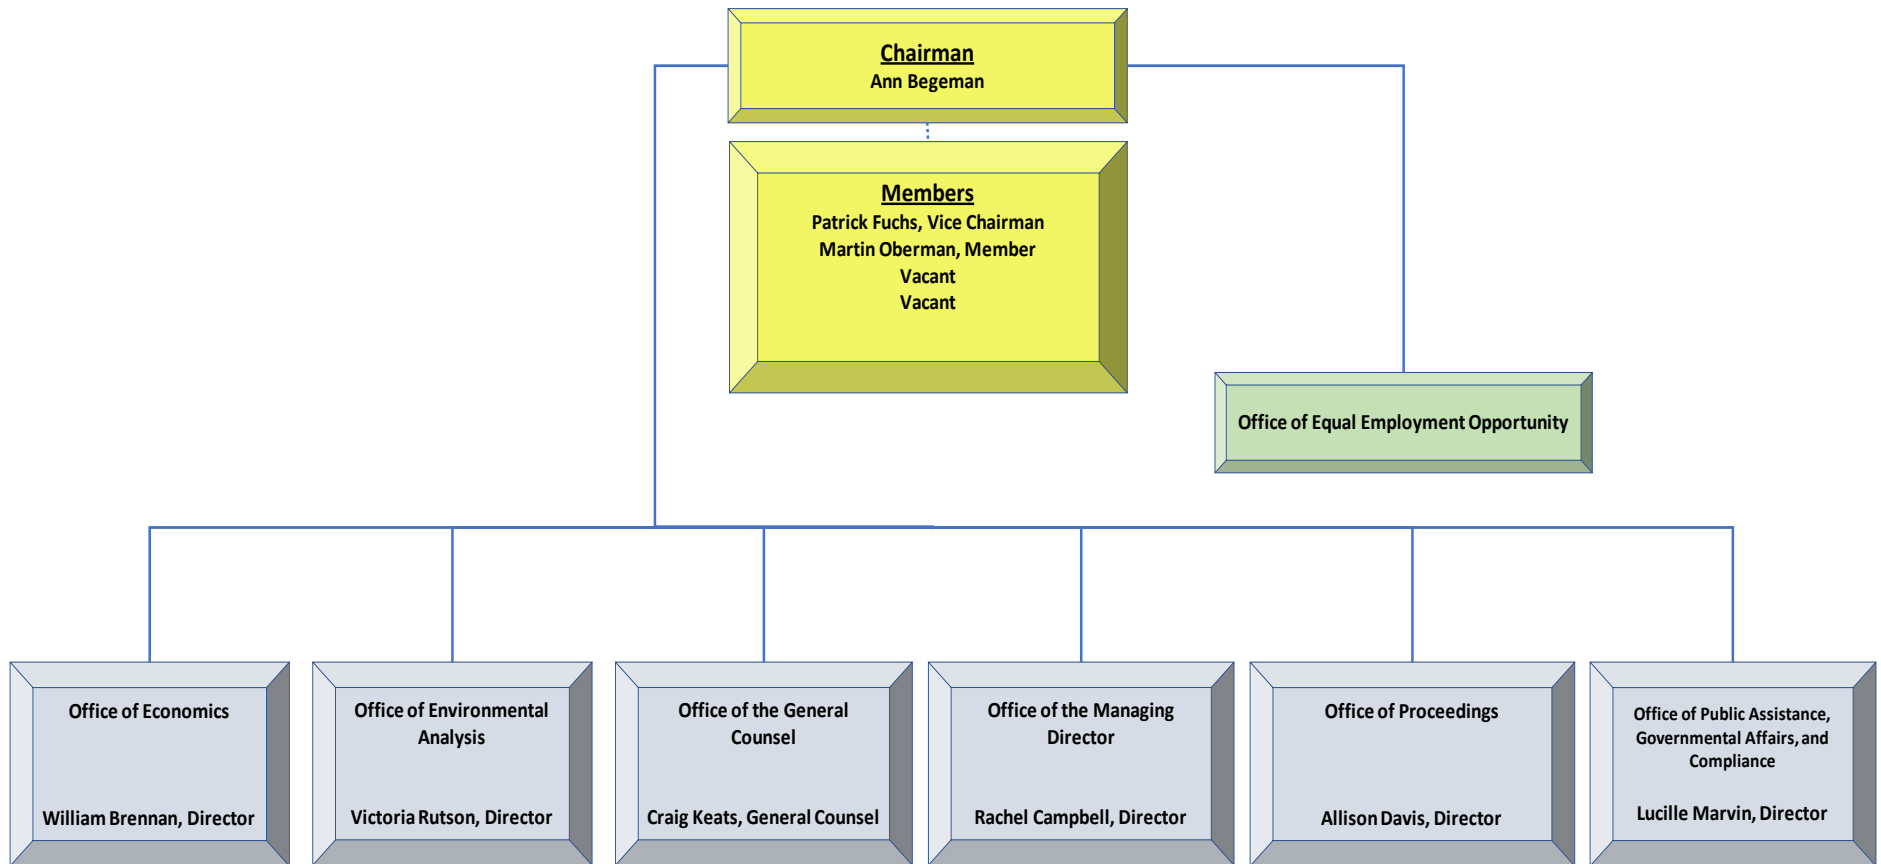 Chairman
Ann Begeman
Members
Patrick Fuchs, Vice Chairman
Martin Oberman, Member
Vacant
Vacant
Office of Equal Employment Opportunity
Office of Economics
William Brennan, Director
Office of Environmental
Analysis
Victoria Rutson, Director
Office of the General
Counsel
Craig Keats, General Counsel
Office of the Managing
Director
Rachel Campbell, Director
Office of Proceedings
Allison Davis, Director
Office of Public Assistance,
Governmental Affairs, and
Compliance
Lucille Marvin, Director